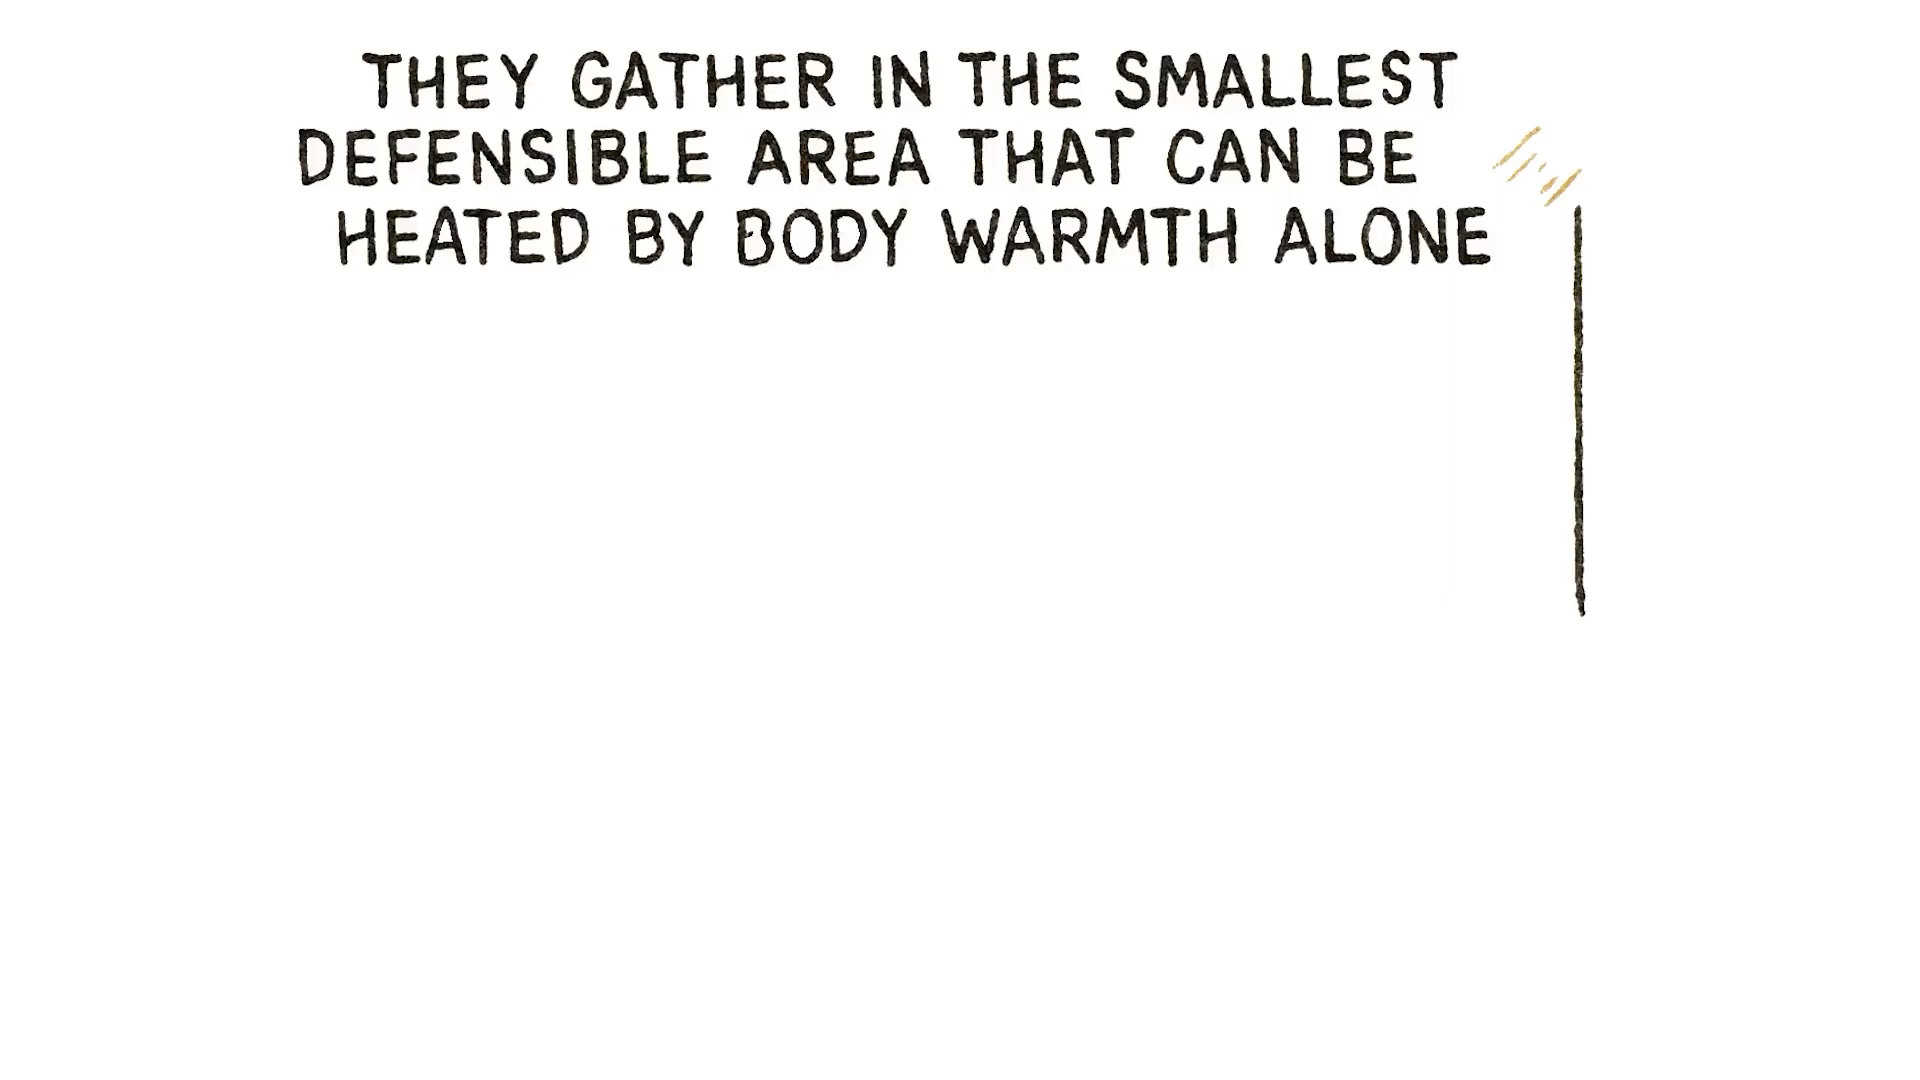 THEY GATHER IN THE SMALLEST
DEFENSIBLE AREA THAT CAN BE
HEATED BY BODY WARMTH ALONE